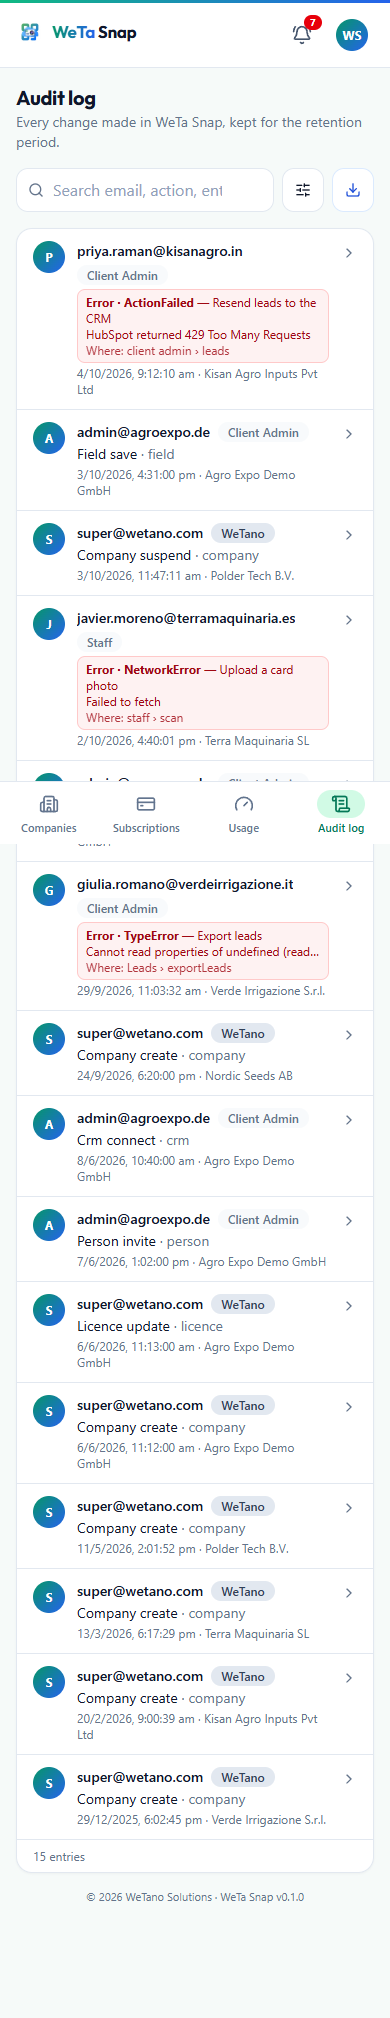 WeTa Snap
7
WS
Audit log
Every change made in WeTa Snap, kept for the retention
period.
Search email, action, ent
P
priya.raman@kisanagro.in
Client Admin
Error · ActionFailed — Resend leads to the
CRM
HubSpot returned 429 Too Many Requests
Where: client admin › leads
4/10/2026, 9:12:10 am · Kisan Agro Inputs Pvt
Ltd
A
admin@agroexpo.de Client Admin
Field save · field
3/10/2026, 4:31:00 pm · Agro Expo Demo
GmbH
S
super@wetano.com WeTano
Company suspend · company
3/10/2026, 11:47:11 am · Polder Tech B.V.
J
javier.moreno@terramaquinaria.es
Staff
Error · NetworkError — Upload a card
photo
Failed to fetch
Where: staff › scan
2/10/2026, 4:40:01 pm · Terra Maquinaria SL
Companies
Subscriptions
Usage
Audit log
G
giulia.romano@verdeirrigazione.it
Client Admin
Error · TypeError — Export leads
Cannot read properties of undefined (read...
Where: Leads › exportLeads
29/9/2026, 11:03:32 am · Verde Irrigazione S.r.l.
S
super@wetano.com WeTano
Company create · company
24/9/2026, 6:20:00 pm · Nordic Seeds AB
A
admin@agroexpo.de Client Admin
Crm connect · crm
8/6/2026, 10:40:00 am · Agro Expo Demo
GmbH
A
admin@agroexpo.de Client Admin
Person invite · person
7/6/2026, 1:02:00 pm · Agro Expo Demo GmbH
S
super@wetano.com WeTano
Licence update · licence
6/6/2026, 11:13:00 am · Agro Expo Demo
GmbH
S
super@wetano.com WeTano
Company create · company
6/6/2026, 11:12:00 am · Agro Expo Demo
GmbH
S
super@wetano.com WeTano
Company create · company
11/5/2026, 2:01:52 pm · Polder Tech B.V.
S
super@wetano.com WeTano
Company create · company
13/3/2026, 6:17:29 pm · Terra Maquinaria SL
S
super@wetano.com WeTano
Company create · company
20/2/2026, 9:00:39 am · Kisan Agro Inputs Pvt
Ltd
S
super@wetano.com WeTano
Company create · company
29/12/2025, 6:02:45 pm · Verde Irrigazione S.r.l.
15 entries
© 2026 WeTano Solutions · WeTa Snap v0.1.0